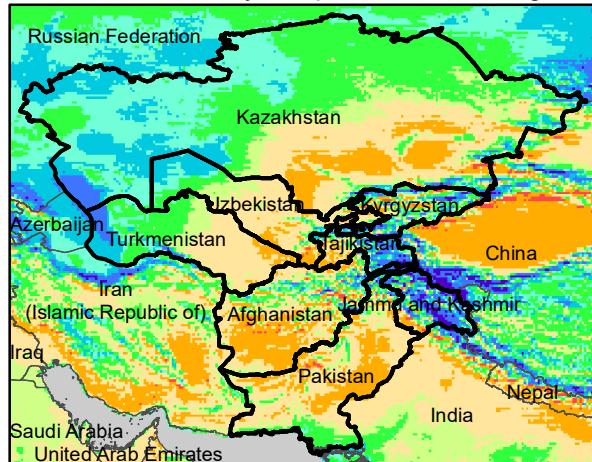 Russian Federation
Kazakhstan
Uzbekistan
Kyrgyzstan
Azerbaijan
Turkmenistan
Tajikistan
China
Iran
(Islamic Republic of)
Afghanistan
Jammu and Kashmir
Iraq
Pakistan
Nepal
India
Saudi Arabia
United Arab Emirates